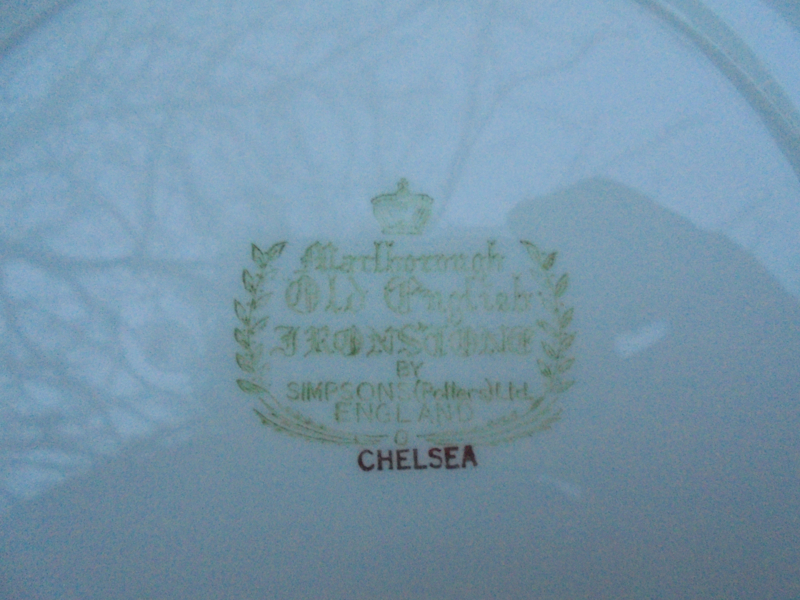 Marlborough
Old English
IRONSTONE
BY
SIMPSONS (Potters) Ltd.
ENGLAND
CHELSEA